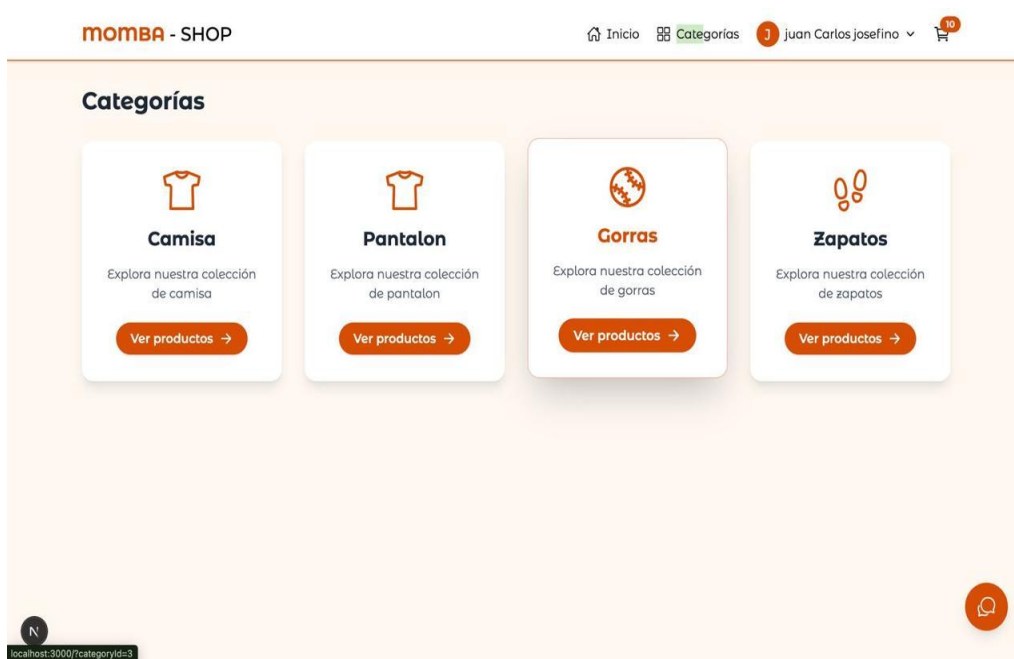 MOMBA - SHOP
Inicio
Categorías
J
juan Carlos josefino
10
Categorías
Camisa
Explora nuestra colección
de camisa
Ver productos →
Pantalon
Explora nuestra colección
de pantalon
Ver productos →
Gorras
Explora nuestra colección
de gorras
Ver productos →
Zapatos
Explora nuestra colección
de zapatos
Ver productos →
N
localhost:3000/?categoryId=3